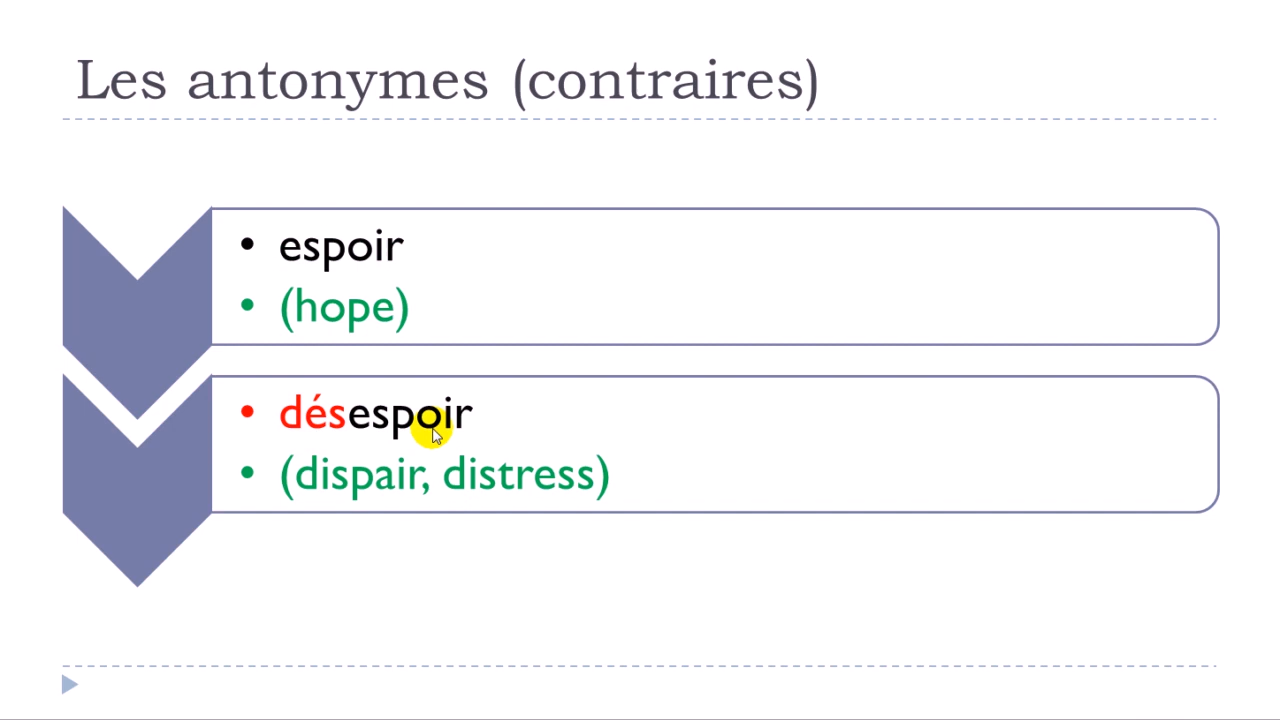 Les antonymes (contraires)
• espoir
• (hope)
• désespoir
• (dispair, distress)